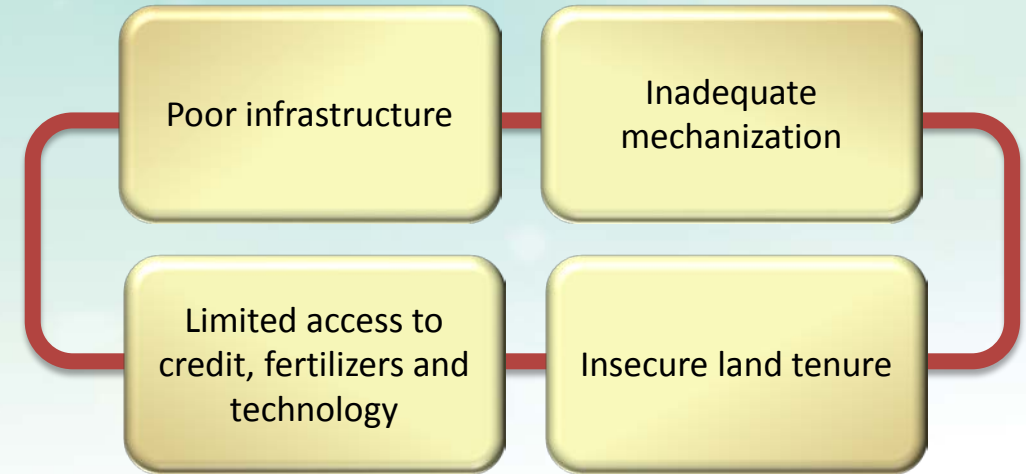 Poor infrastructure
Inadequate
mechanization
Limited access to
credit, fertilizers and
technology
Insecure land tenure